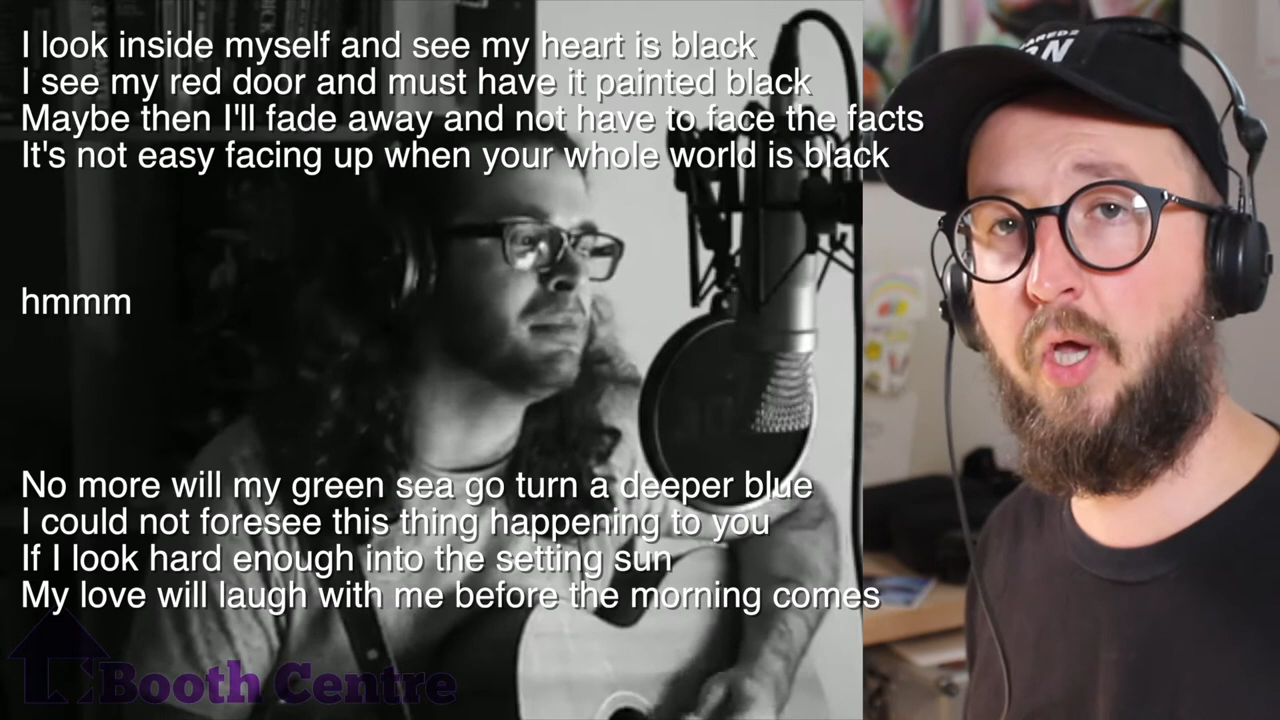 I look inside myself and see my heart is black
I see my red door and must have it painted black
Maybe then I'll fade away and not have to face the facts
It's not easy facing up when your whole world is black
hmmm
No more will my green sea go turn a deeper blue
I could not foresee this thing happening to you
If I look hard enough into the setting sun
My love will laugh with me before the morning comes
Booth Centre